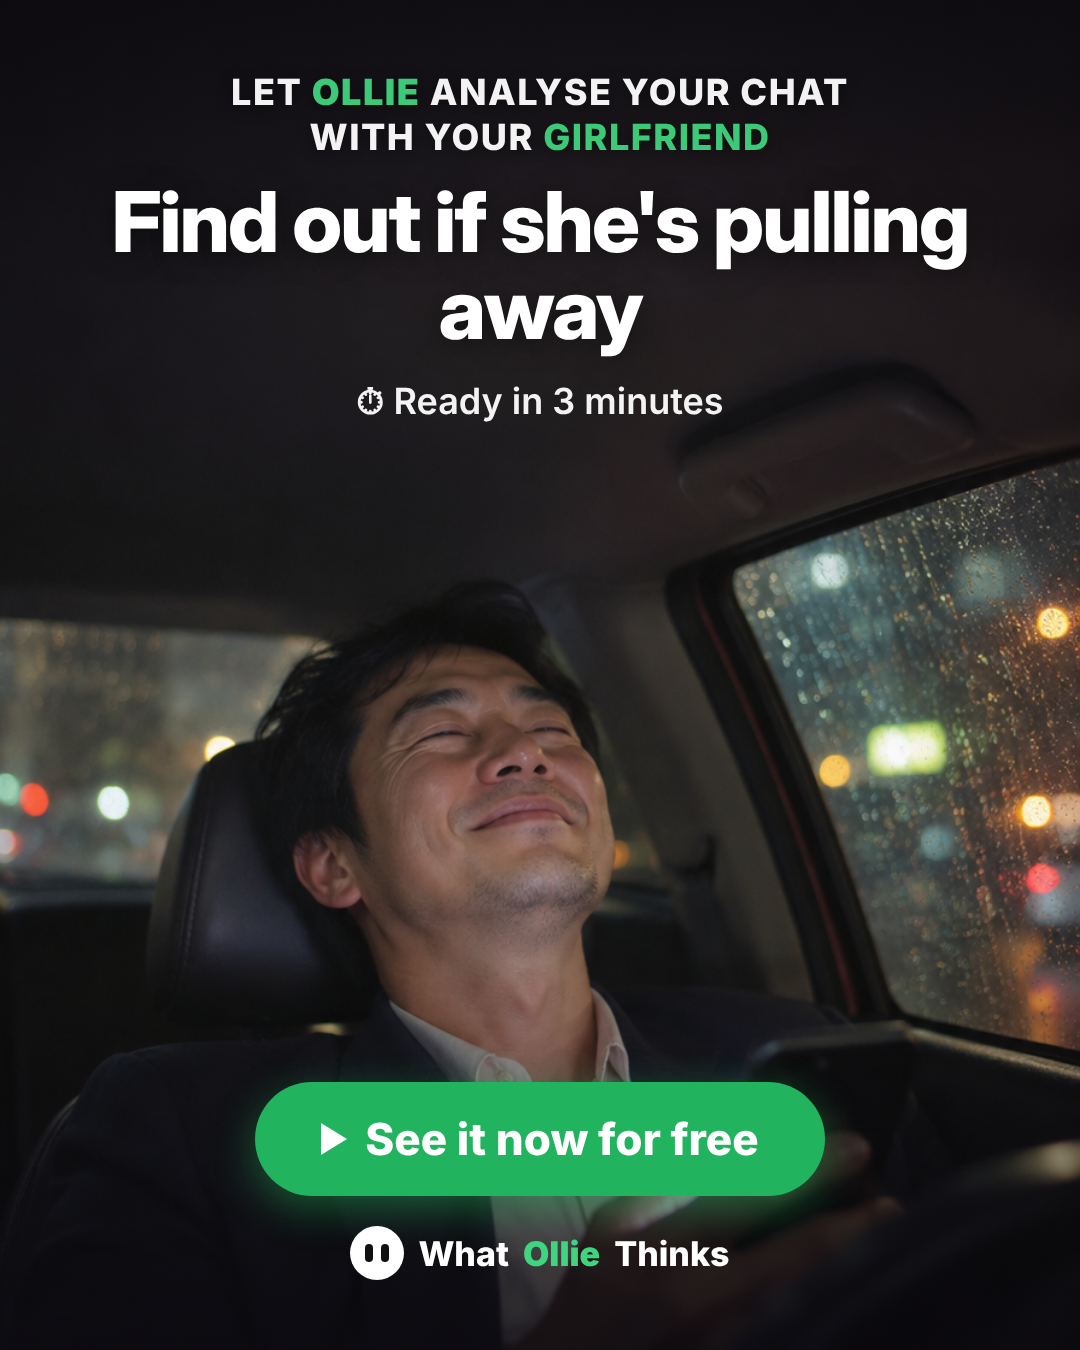 LET OLLIE ANALYSE YOUR CHAT
WITH YOUR GIRLFRIEND
Find out if she's pulling
away
⏱ Ready in 3 minutes
▶ See it now for free
What Ollie Thinks